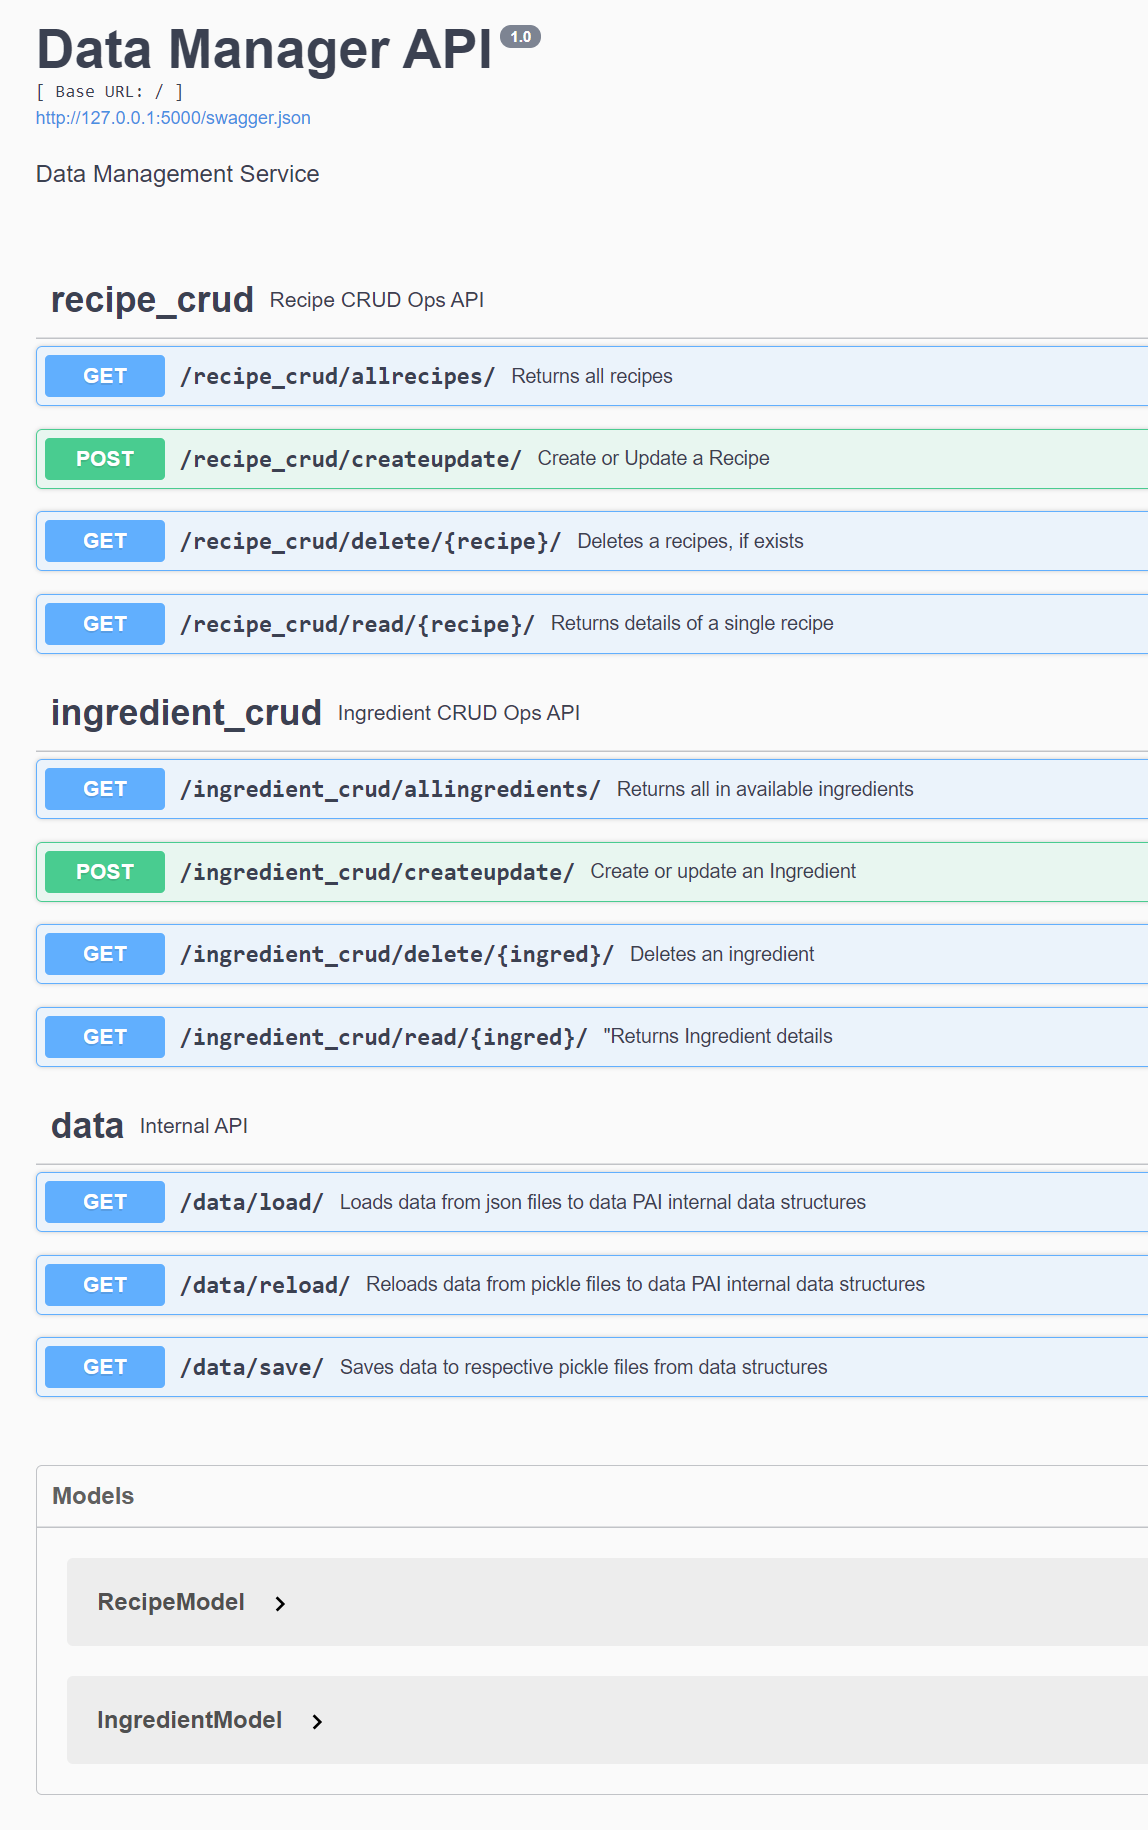 Data Manager API 1.0
[ Base URL: / ]
http://127.0.0.1:5000/swagger.json
Data Management Service
recipe_crud Recipe CRUD Ops API
GET /recipe_crud/allrecipes/ Returns all recipes
POST /recipe_crud/createupdate/ Create or Update a Recipe
GET /recipe_crud/delete/{recipe}/ Deletes a recipes, if exists
GET /recipe_crud/read/{recipe}/ Returns details of a single recipe
ingredient_crud Ingredient CRUD Ops API
GET /ingredient_crud/allingredients/ Returns all in available ingredients
POST /ingredient_crud/createupdate/ Create or update an Ingredient
GET /ingredient_crud/delete/{ingred}/ Deletes an ingredient
GET /ingredient_crud/read/{ingred}/ "Returns Ingredient details
data Internal API
GET /data/load/ Loads data from json files to data PAI internal data structures
GET /data/reload/ Reloads data from pickle files to data PAI internal data structures
GET /data/save/ Saves data to respective pickle files from data structures
Models
RecipeModel
IngredientModel